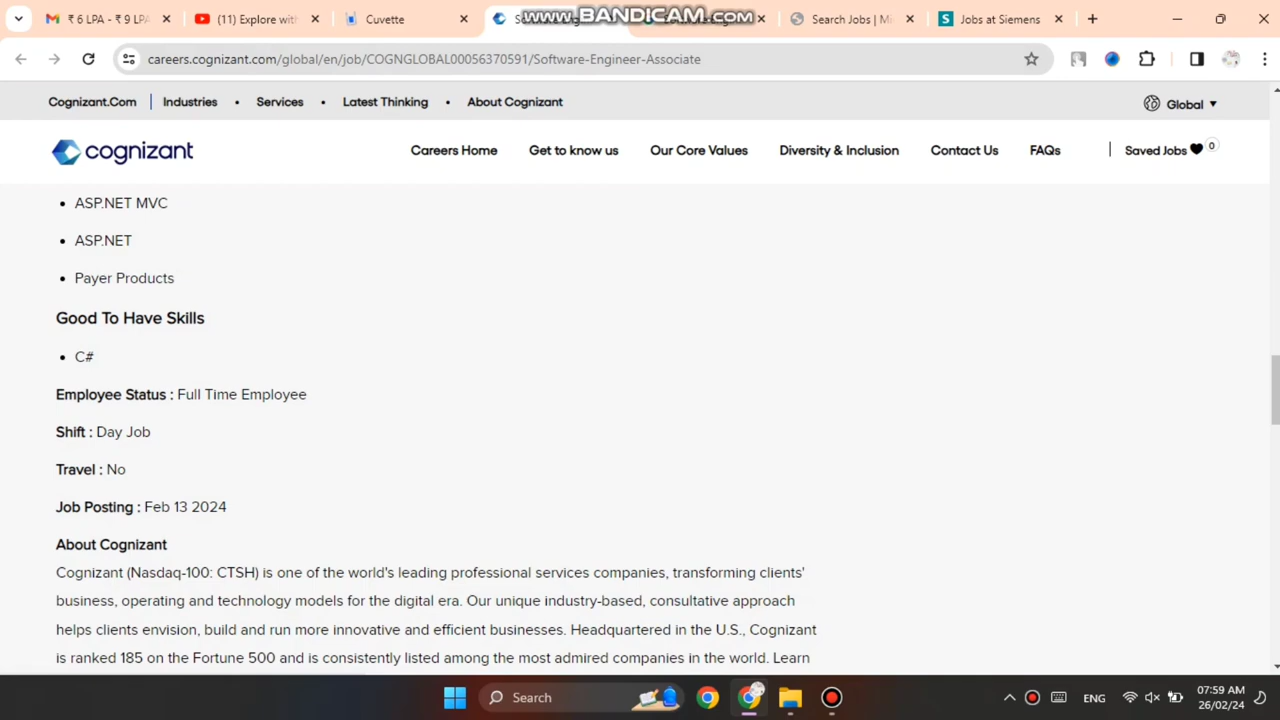 ₹ 6 LPA - ₹ 9 LPA
(11) Explore with
Cuvette
www.BANDICAM.com
Search Jobs | Mi
Jobs at Siemens
careers.cognizant.com/global/en/job/COGNGLOBAL00056370591/Software-Engineer-Associate
Cognizant.Com
Industries
•
Services
•
Latest Thinking
•
About Cognizant
Global
cognizant
Careers Home
Get to know us
Our Core Values
Diversity & Inclusion
Contact Us
FAQs
Saved Jobs
0
• ASP.NET MVC
• ASP.NET
• Payer Products
Good To Have Skills
• C#
Employee Status : Full Time Employee
Shift : Day Job
Travel : No
Job Posting : Feb 13 2024
About Cognizant
Cognizant (Nasdaq-100: CTSH) is one of the world's leading professional services companies, transforming clients'
business, operating and technology models for the digital era. Our unique industry-based, consultative approach
helps clients envision, build and run more innovative and efficient businesses. Headquartered in the U.S., Cognizant
is ranked 185 on the Fortune 500 and is consistently listed among the most admired companies in the world. Learn
Search
ENG
07:59 AM
26/02/24